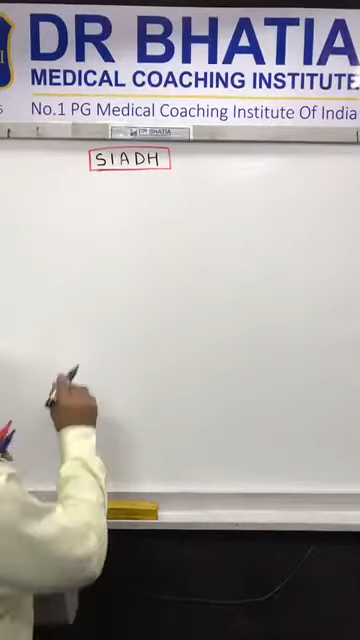 DR BHATIA
MEDICAL COACHING INSTITUTE
No.1 PG Medical Coaching Institute Of India
DR BHATIA
SIADH